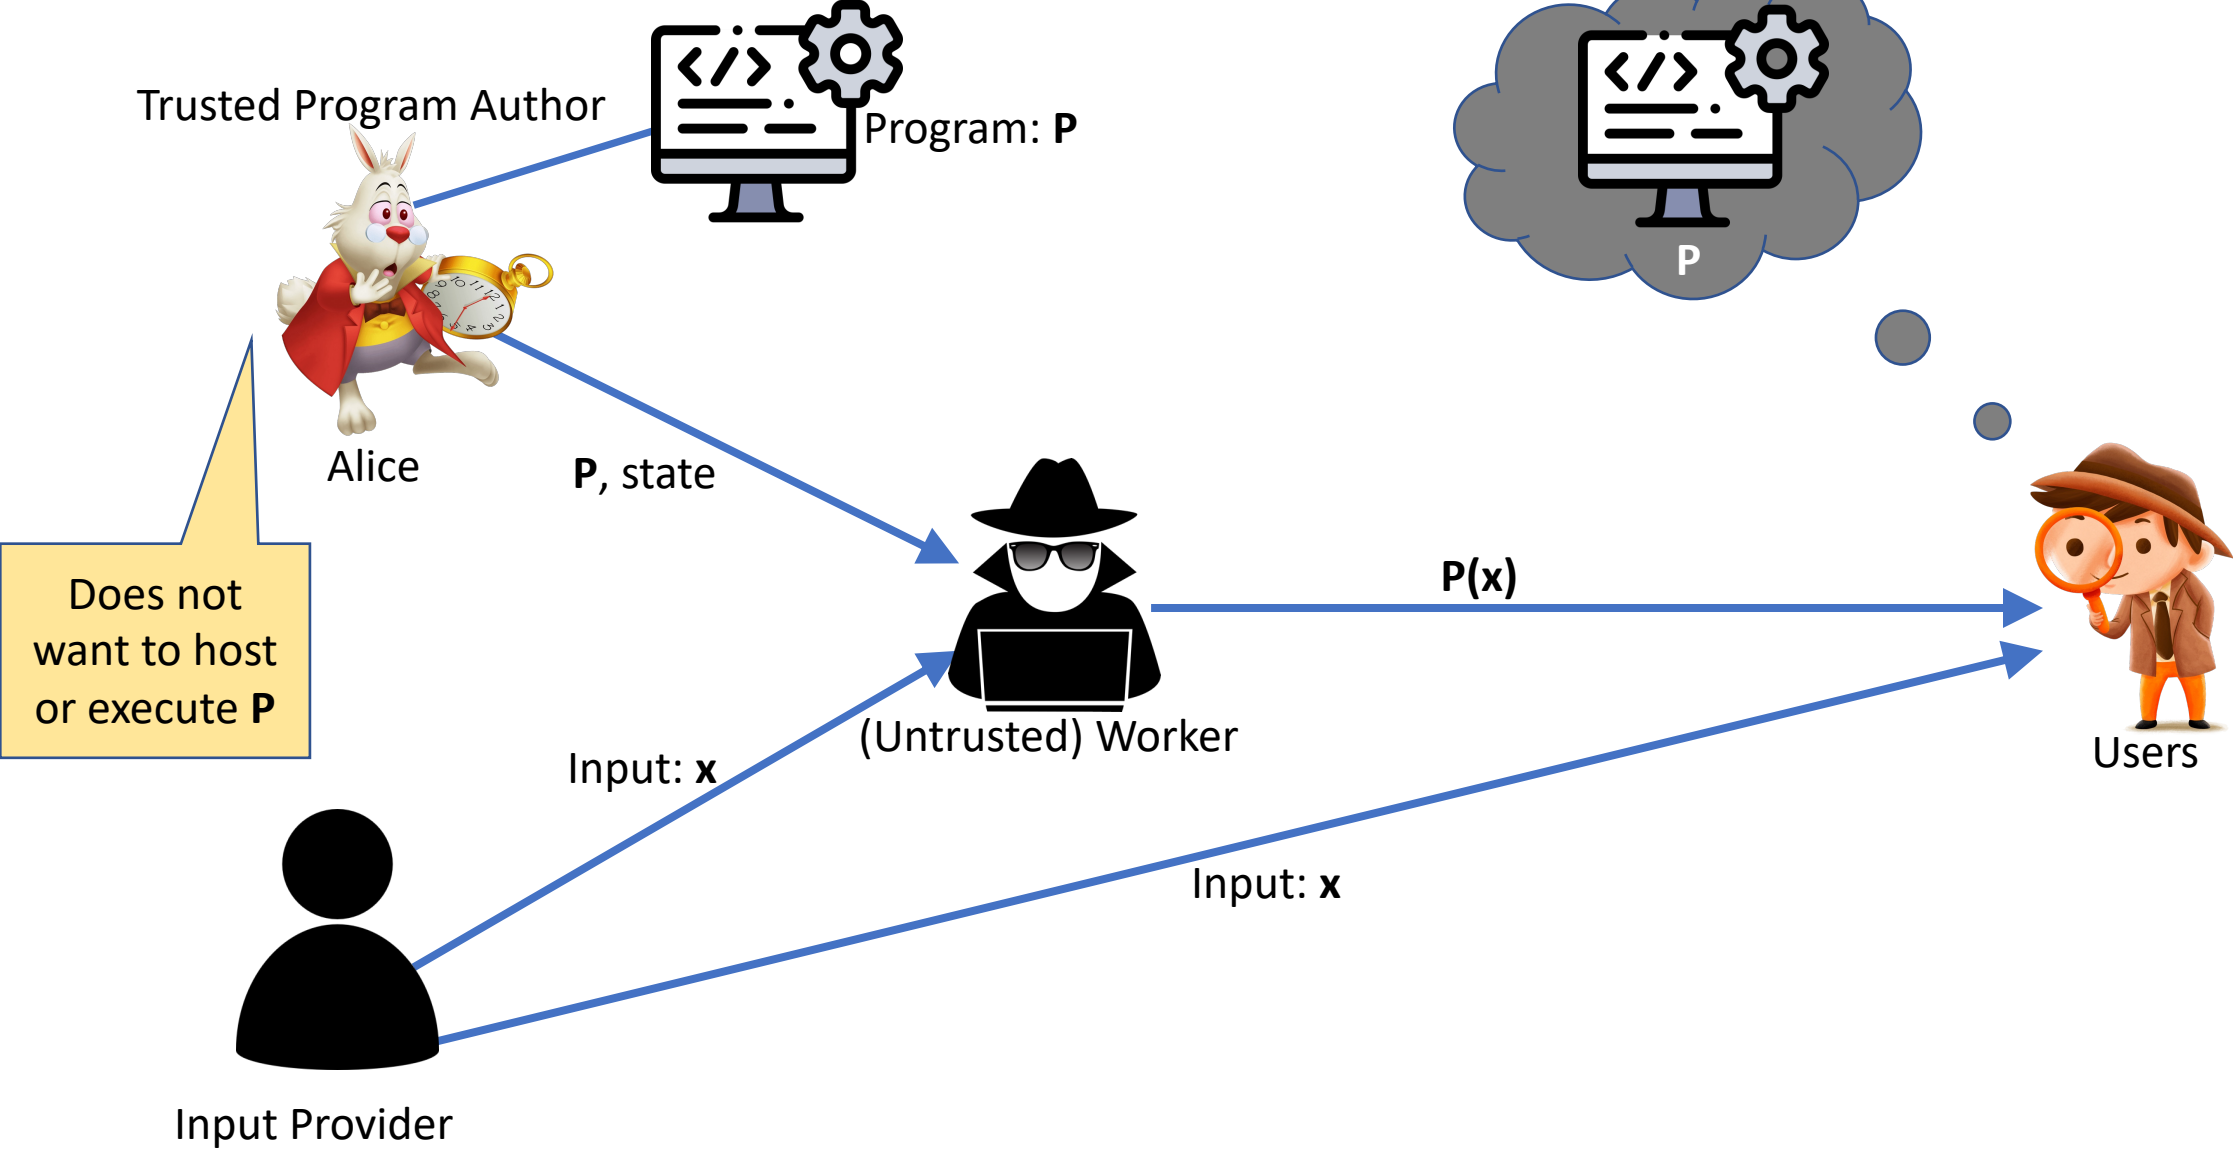 Trusted Program Author
Program: P
P
Alice
P, state
Does not
want to host
or execute P
P(x)
(Untrusted) Worker
Users
Input: x
Input: x
Input Provider